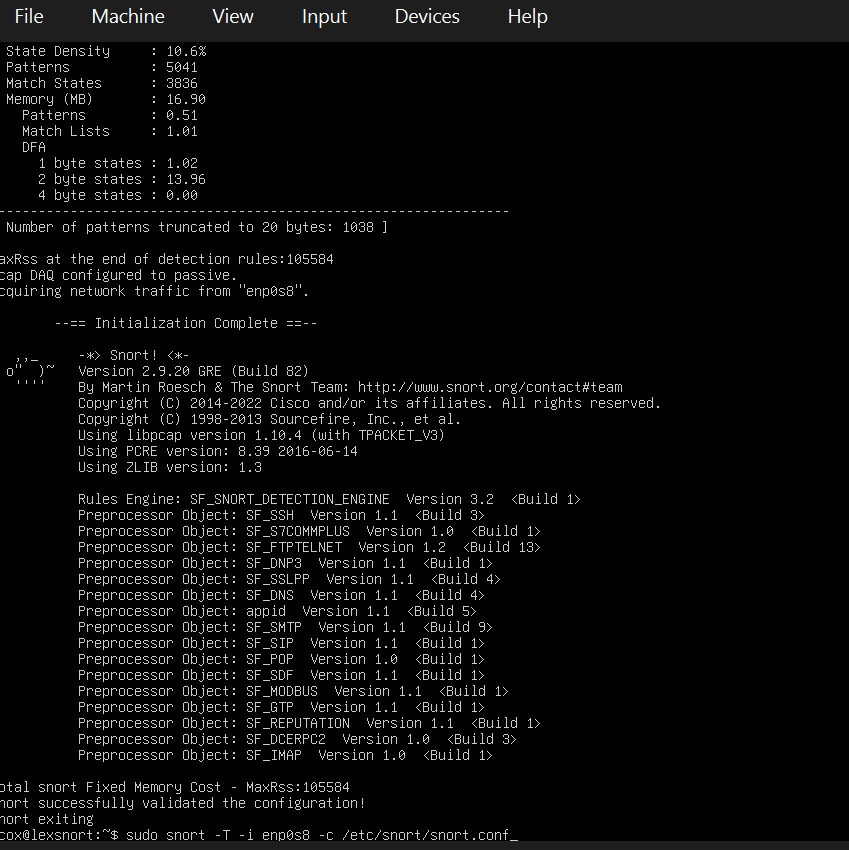 File Machine View Input Devices Help
State Density     : 10.6%
Patterns          : 5041
Match States      : 3836
Memory (MB)       : 16.90
  Patterns        : 0.51
  Match Lists     : 1.01
  DFA
    1 byte states : 1.02
    2 byte states : 13.96
    4 byte states : 0.00
----------------------------------------------------------------
Number of patterns truncated to 20 bytes: 1038 ]
axRss at the end of detection rules:105584
cap DAQ configured to passive.
cquiring network traffic from "enp0s8".
--== Initialization Complete ==--
,,_     -*> Snort! <*-
o"  )~   Version 2.9.20 GRE (Build 82)
''''    By Martin Roesch & The Snort Team: http://www.snort.org/contact#team
Copyright (C) 2014-2022 Cisco and/or its affiliates. All rights reserved.
Copyright (C) 1998-2013 Sourcefire, Inc., et al.
Using libpcap version 1.10.4 (with TPACKET_V3)
Using PCRE version: 8.39 2016-06-14
Using ZLIB version: 1.3
Rules Engine: SF_SNORT_DETECTION_ENGINE  Version 3.2  <Build 1>
Preprocessor Object: SF_SSH  Version 1.1  <Build 3>
Preprocessor Object: SF_S7COMMPLUS  Version 1.0  <Build 1>
Preprocessor Object: SF_FTPTELNET  Version 1.2  <Build 13>
Preprocessor Object: SF_DNP3  Version 1.1  <Build 1>
Preprocessor Object: SF_SSLPP  Version 1.1  <Build 4>
Preprocessor Object: SF_DNS  Version 1.1  <Build 4>
Preprocessor Object: appid  Version 1.1  <Build 5>
Preprocessor Object: SF_SMTP  Version 1.1  <Build 9>
Preprocessor Object: SF_SIP  Version 1.1  <Build 1>
Preprocessor Object: SF_POP  Version 1.0  <Build 1>
Preprocessor Object: SF_SDF  Version 1.1  <Build 1>
Preprocessor Object: SF_MODBUS  Version 1.1  <Build 1>
Preprocessor Object: SF_GTP  Version 1.1  <Build 1>
Preprocessor Object: SF_REPUTATION  Version 1.1  <Build 1>
Preprocessor Object: SF_DCERPC2  Version 1.0  <Build 3>
Preprocessor Object: SF_IMAP  Version 1.0  <Build 1>
otal snort Fixed Memory Cost - MaxRss:105584
nort successfully validated the configuration!
nort exiting
cox@lexsnort:~$ sudo snort -T -i enp0s8 -c /etc/snort/snort.conf_